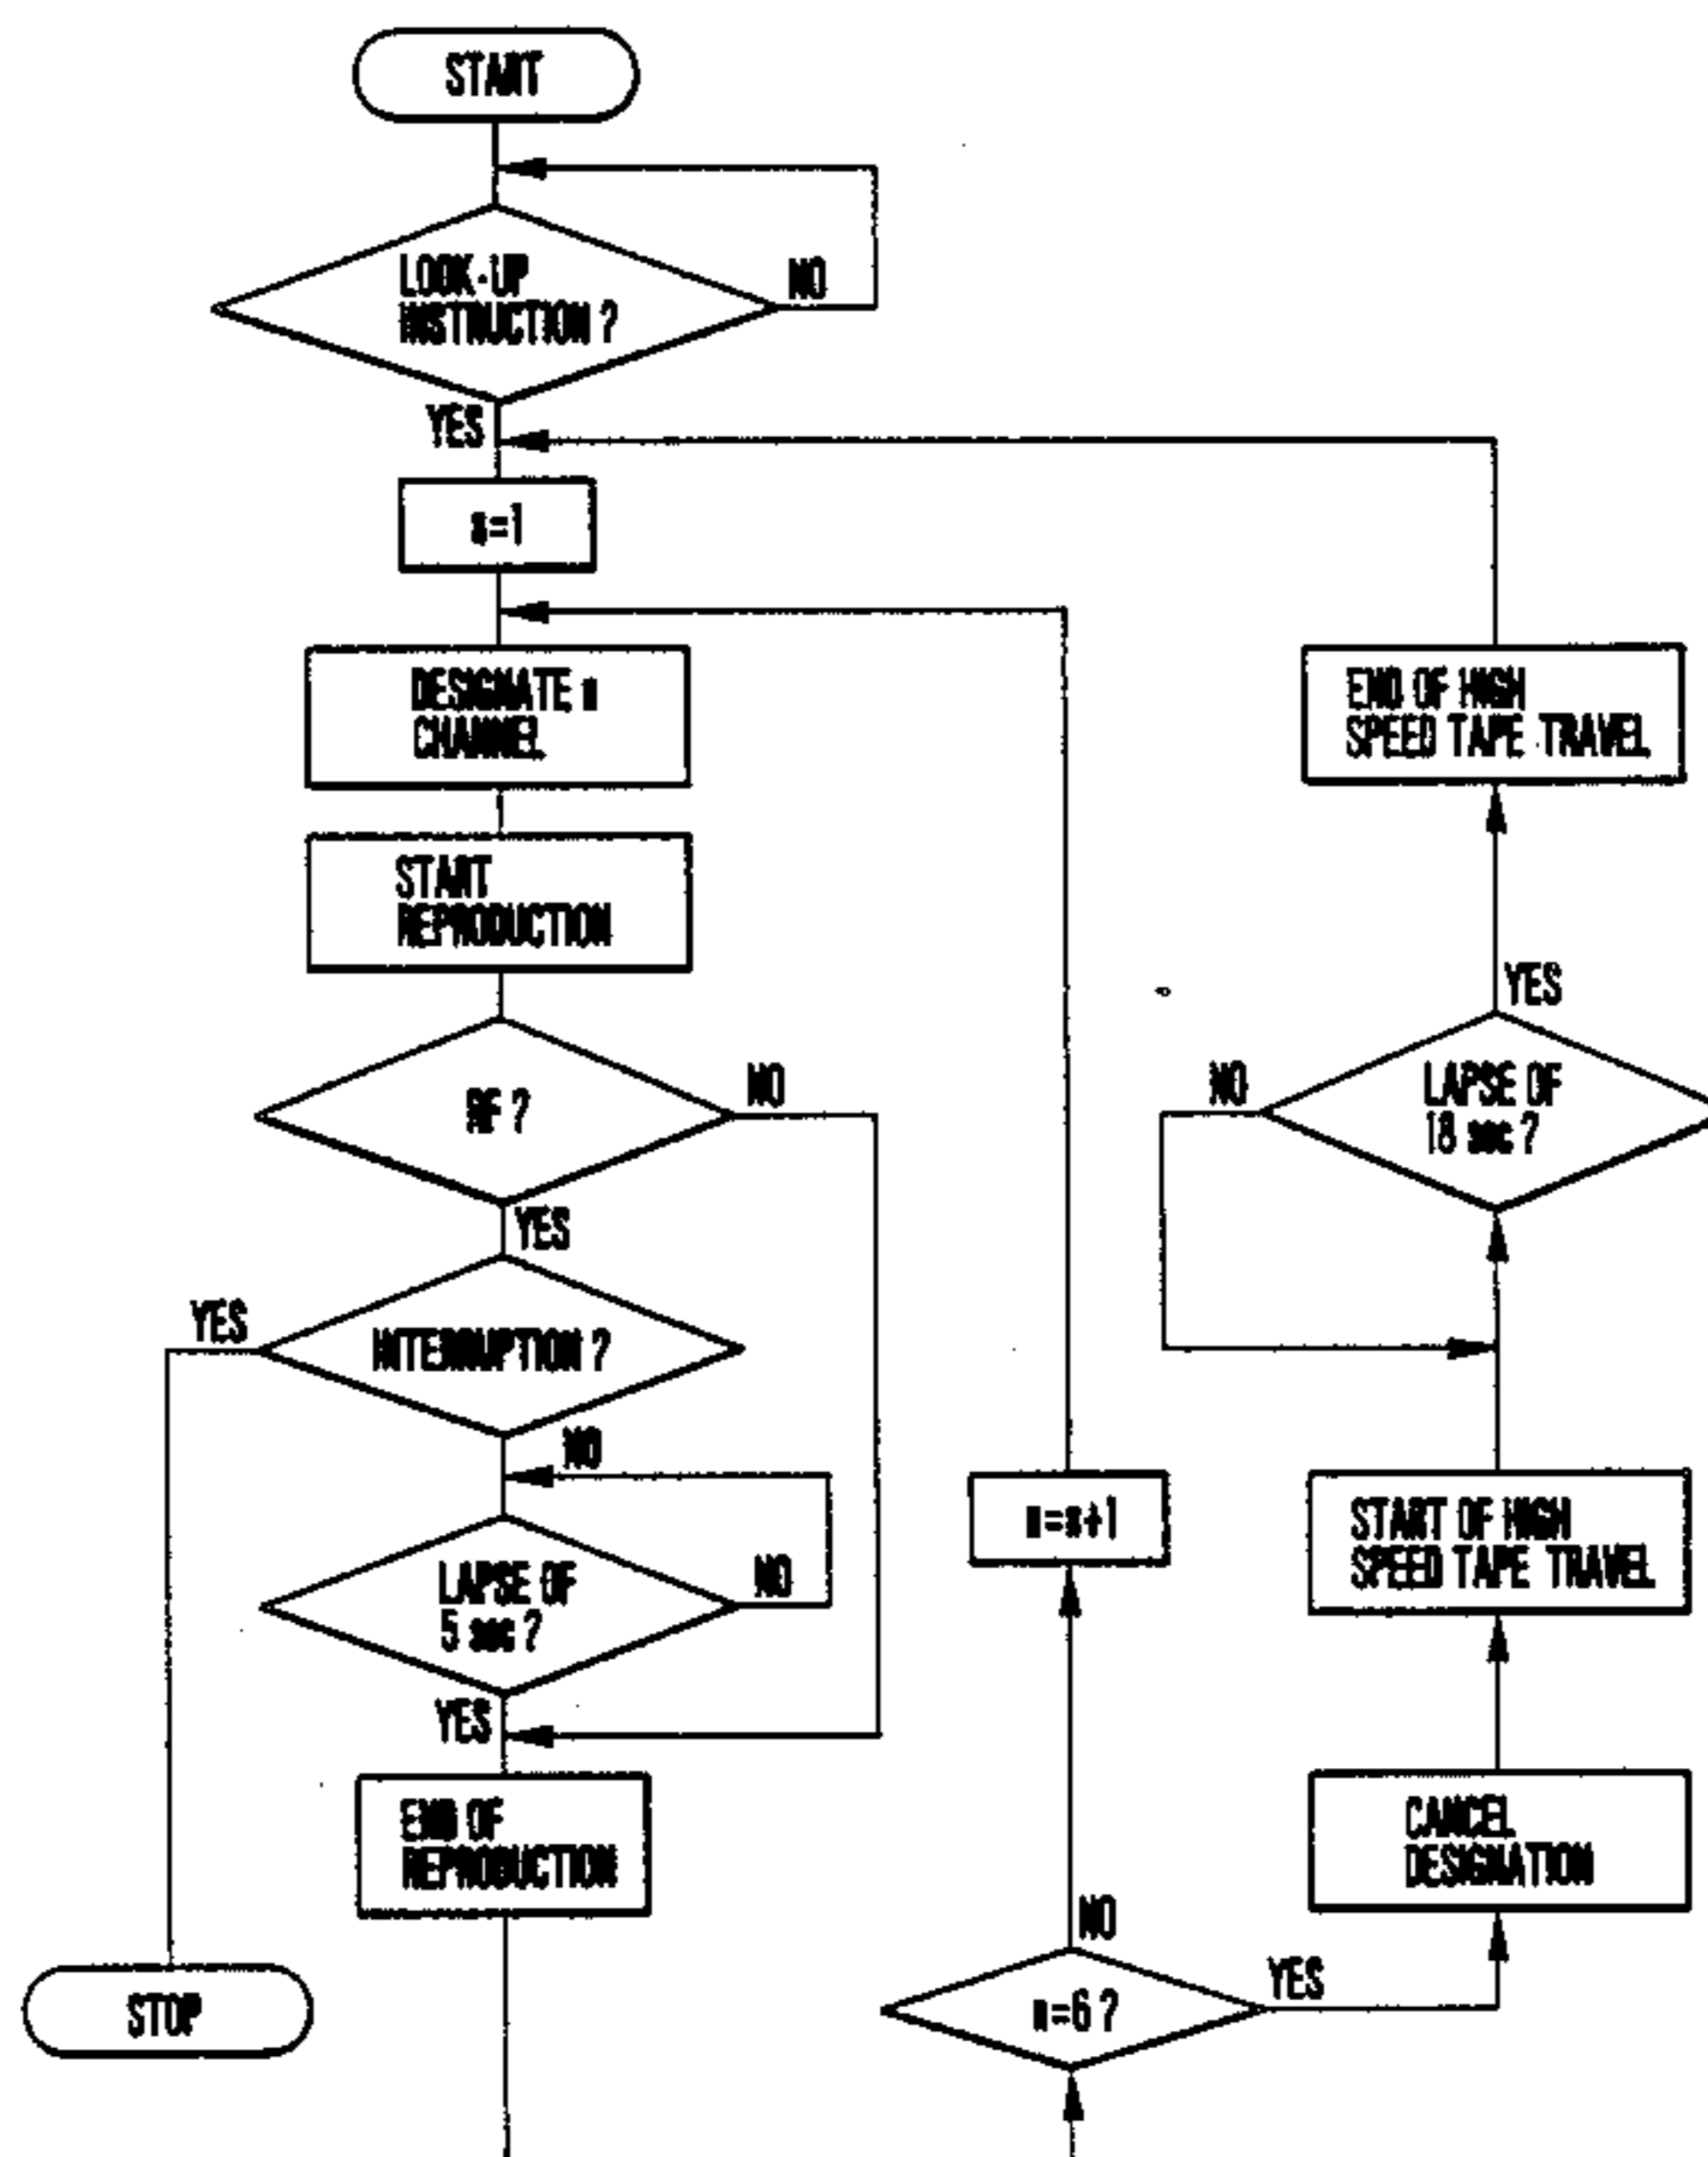 START
LOOK-UP
INSTRUCTION ?
NO
YES
n=1
DESIGNATE n
CHANNEL
START
REPRODUCTION
RF ?
NO
YES
INTERRUPTION ?
YES
NO
LAPSE OF
5 sec ?
NO
YES
END OF
REPRODUCTION
STOP
n=n+1
NO
n=6 ?
YES
CANCEL
DESIGNATION
START OF HIGH
SPEED TAPE TRAVEL
LAPSE OF
18 sec ?
NO
YES
END OF HIGH
SPEED TAPE TRAVEL